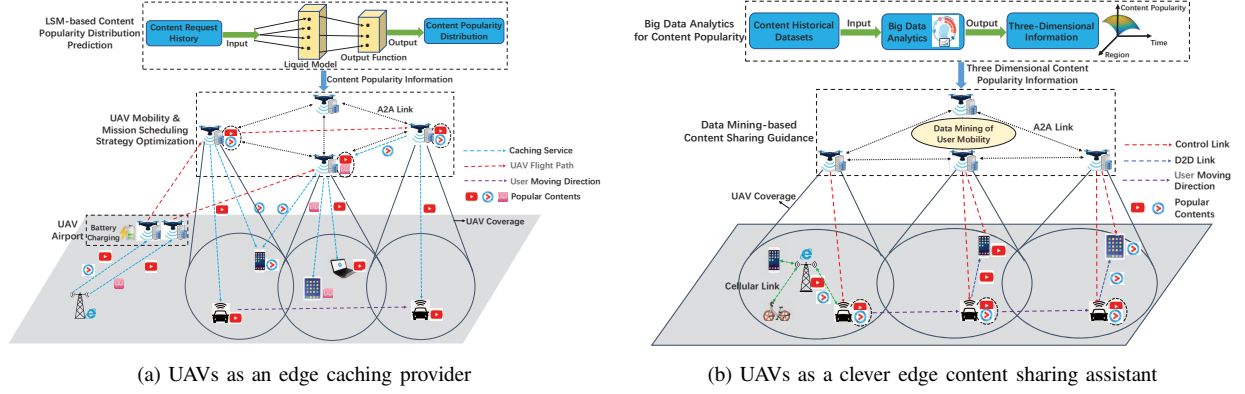 LSM-based Content
Popularity Distribution
Prediction
Content Request
History
Input
Liquid Model
Output Function
Output
Content Popularity
Distribution
Content Popularity Information
UAV Mobility &
Mission Scheduling
Strategy Optimization
A2A Link
Caching Service
UAV Flight Path
User Moving Direction
Popular Contents
UAV Coverage
UAV
Airport
Battery
Charging
(a) UAVs as an edge caching provider
Big Data Analytics
for Content Popularity
Content Historical
Datasets
Input
Big Data
Analytics
Output
Three-Dimensional
Information
Content Popularity
Time
Region
Three Dimensional Content
Popularity Information
Data Mining-based
Content Sharing Guidance
Data Mining of
User Mobility
A2A Link
Control Link
D2D Link
User Moving
Direction
Popular
Contents
UAV Coverage
Cellular Link
(b) UAVs as a clever edge content sharing assistant